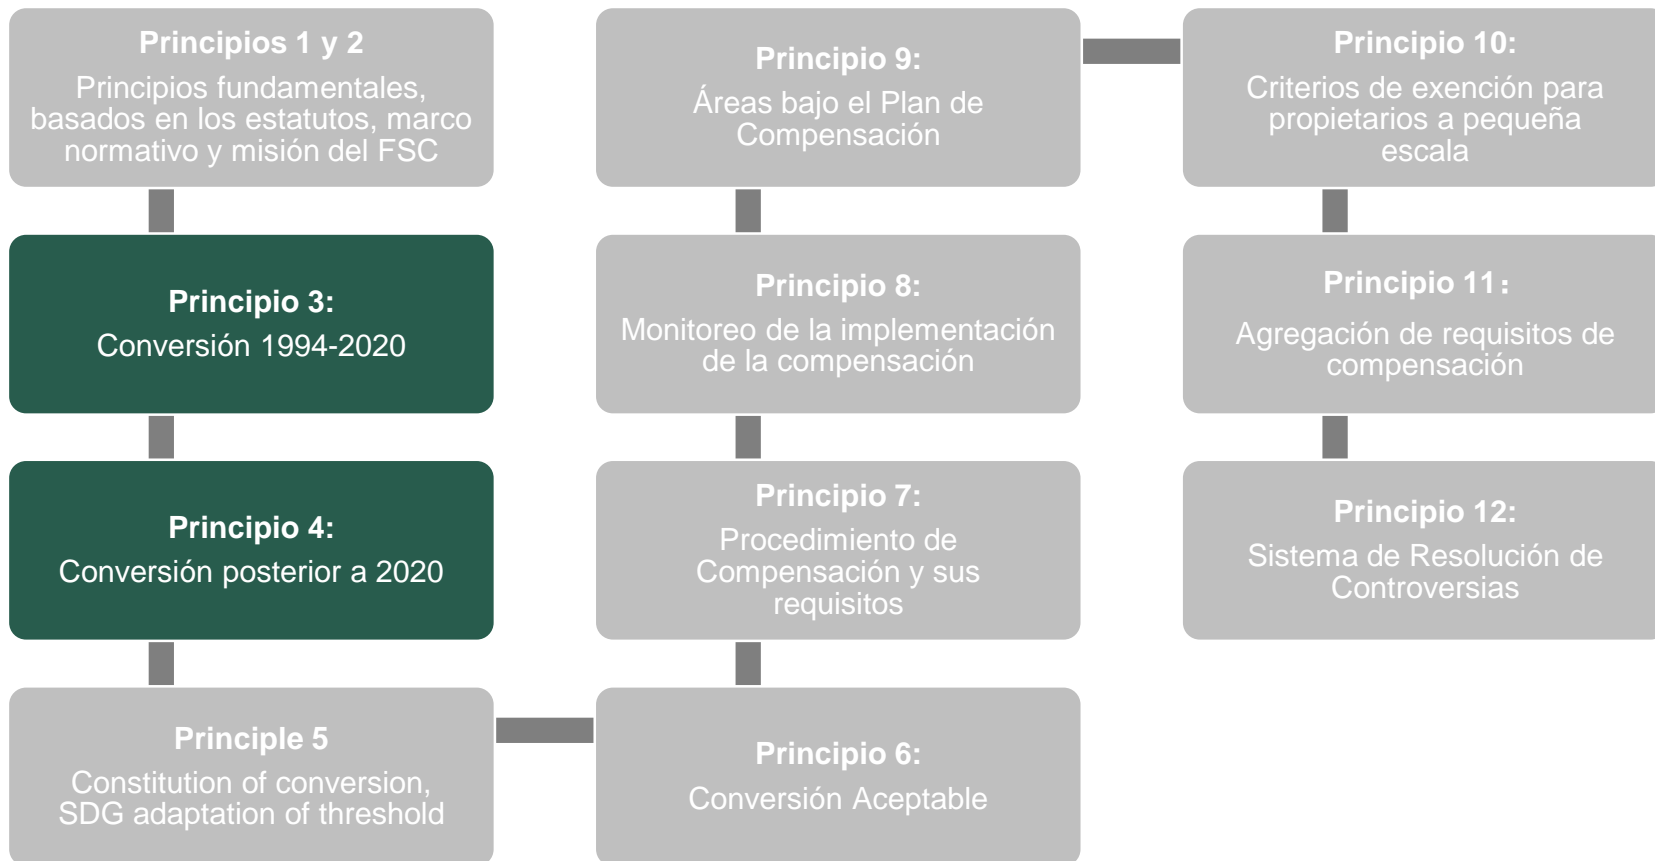 Principios 1 y 2
Principios fundamentales,
basados en los estatutos, marco
normativo y misión del FSC
Principio 3:
Conversión 1994-2020
Principio 4:
Conversión posterior a 2020
Principle 5
Constitution of conversion,
SDG adaptation of threshold
Principio 6:
Conversión Aceptable
Principio 7:
Procedimiento de
Compensación y sus
requisitos
Principio 8:
Monitoreo de la implementación
de la compensación
Principio 9:
Áreas bajo el Plan de
Compensación
Principio 10:
Criterios de exención para
propietarios a pequeña
escala
Principio 11：
Agregación de requisitos de
compensación
Principio 12:
Sistema de Resolución de
Controversias